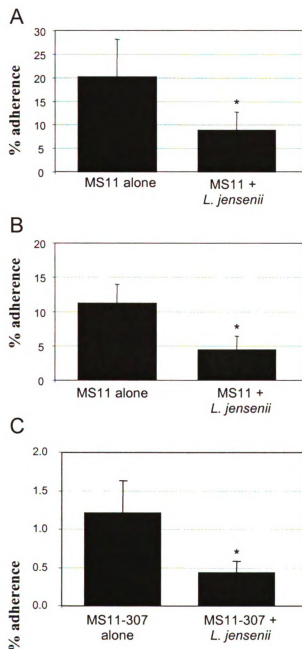 A
30
25
20
15
10
5
0
% adherence
*
MS11 alone
MS11 +
L. jensenii
B
20
15
10
5
0
% adherence
*
MS11 alone
MS11 +
L. jensenii
C
2.0
1.5
1.0
0.5
0.0
% adherence
*
MS11-307
alone
MS11-307 +
L. jensenii